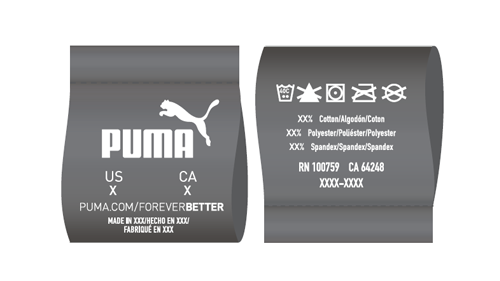 PUMA
US CA
X X
PUMA.COM/FOREVERBETTER
MADE IN XXX/HECHO EN XXX/
FABRIQUÉ EN XXX
60C
XX% Cotton/Algodón/Coton
XX% Polyester/Poliéster/Polyester
XX% Spandex/Spandex/Spandex
RN 100759 CA 64248
XXXX-XXXX